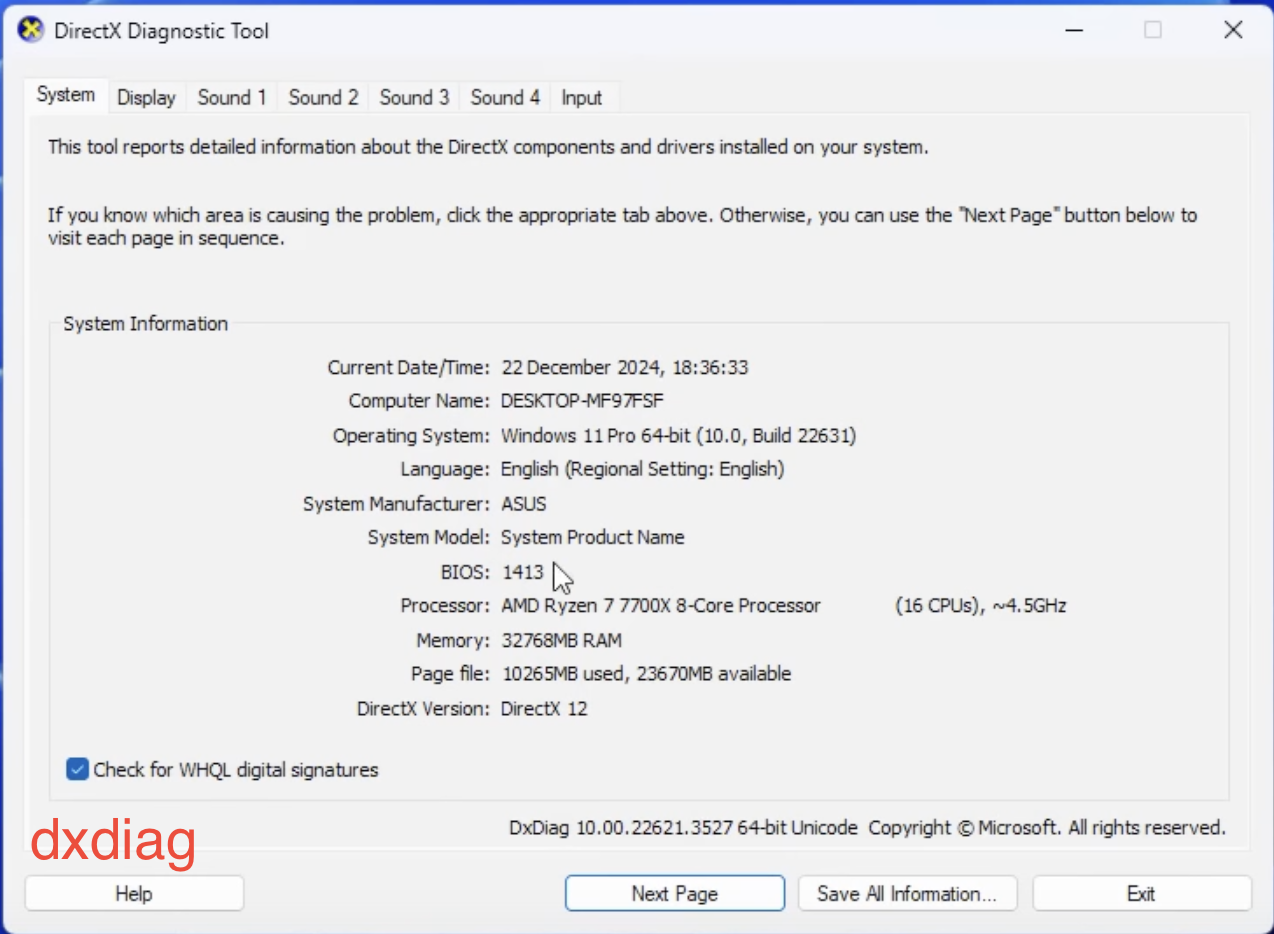 DirectX Diagnostic Tool
System Display Sound 1 Sound 2 Sound 3 Sound 4 Input
This tool reports detailed information about the DirectX components and drivers installed on your system.
If you know which area is causing the problem, click the appropriate tab above. Otherwise, you can use the "Next Page" button below to
visit each page in sequence.
System Information
Current Date/Time: 22 December 2024, 18:36:33
Computer Name: DESKTOP-MF97FSF
Operating System: Windows 11 Pro 64-bit (10.0, Build 22631)
Language: English (Regional Setting: English)
System Manufacturer: ASUS
System Model: System Product Name
BIOS: 1413
Processor: AMD Ryzen 7 7700X 8-Core Processor (16 CPUs), ~4.5GHz
Memory: 32768MB RAM
Page file: 10265MB used, 23670MB available
DirectX Version: DirectX 12
Check for WHQL digital signatures
dxdiag
DxDiag 10.00.22621.3527 64-bit Unicode Copyright © Microsoft. All rights reserved.
Help Next Page Save All Information... Exit